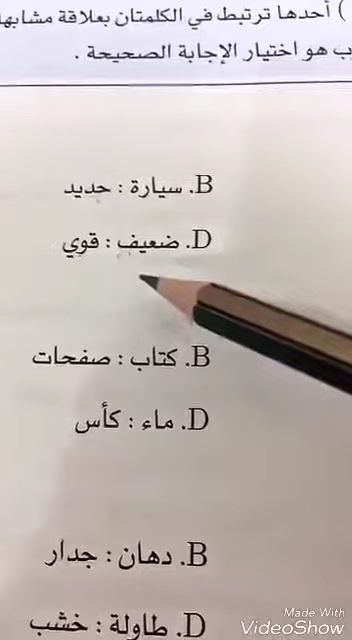 ( أحدها ترتبط في الكلمتان بعلاقة مشابهة
هو اختيار الإجابة الصحيحة .
B. سيارة : حديد
D. ضعيف : قوي
B. كتاب : صفحات
D. ماء : كأس
B. دهان : جدار
D. طاولة : خشب
Made With
VideoShow